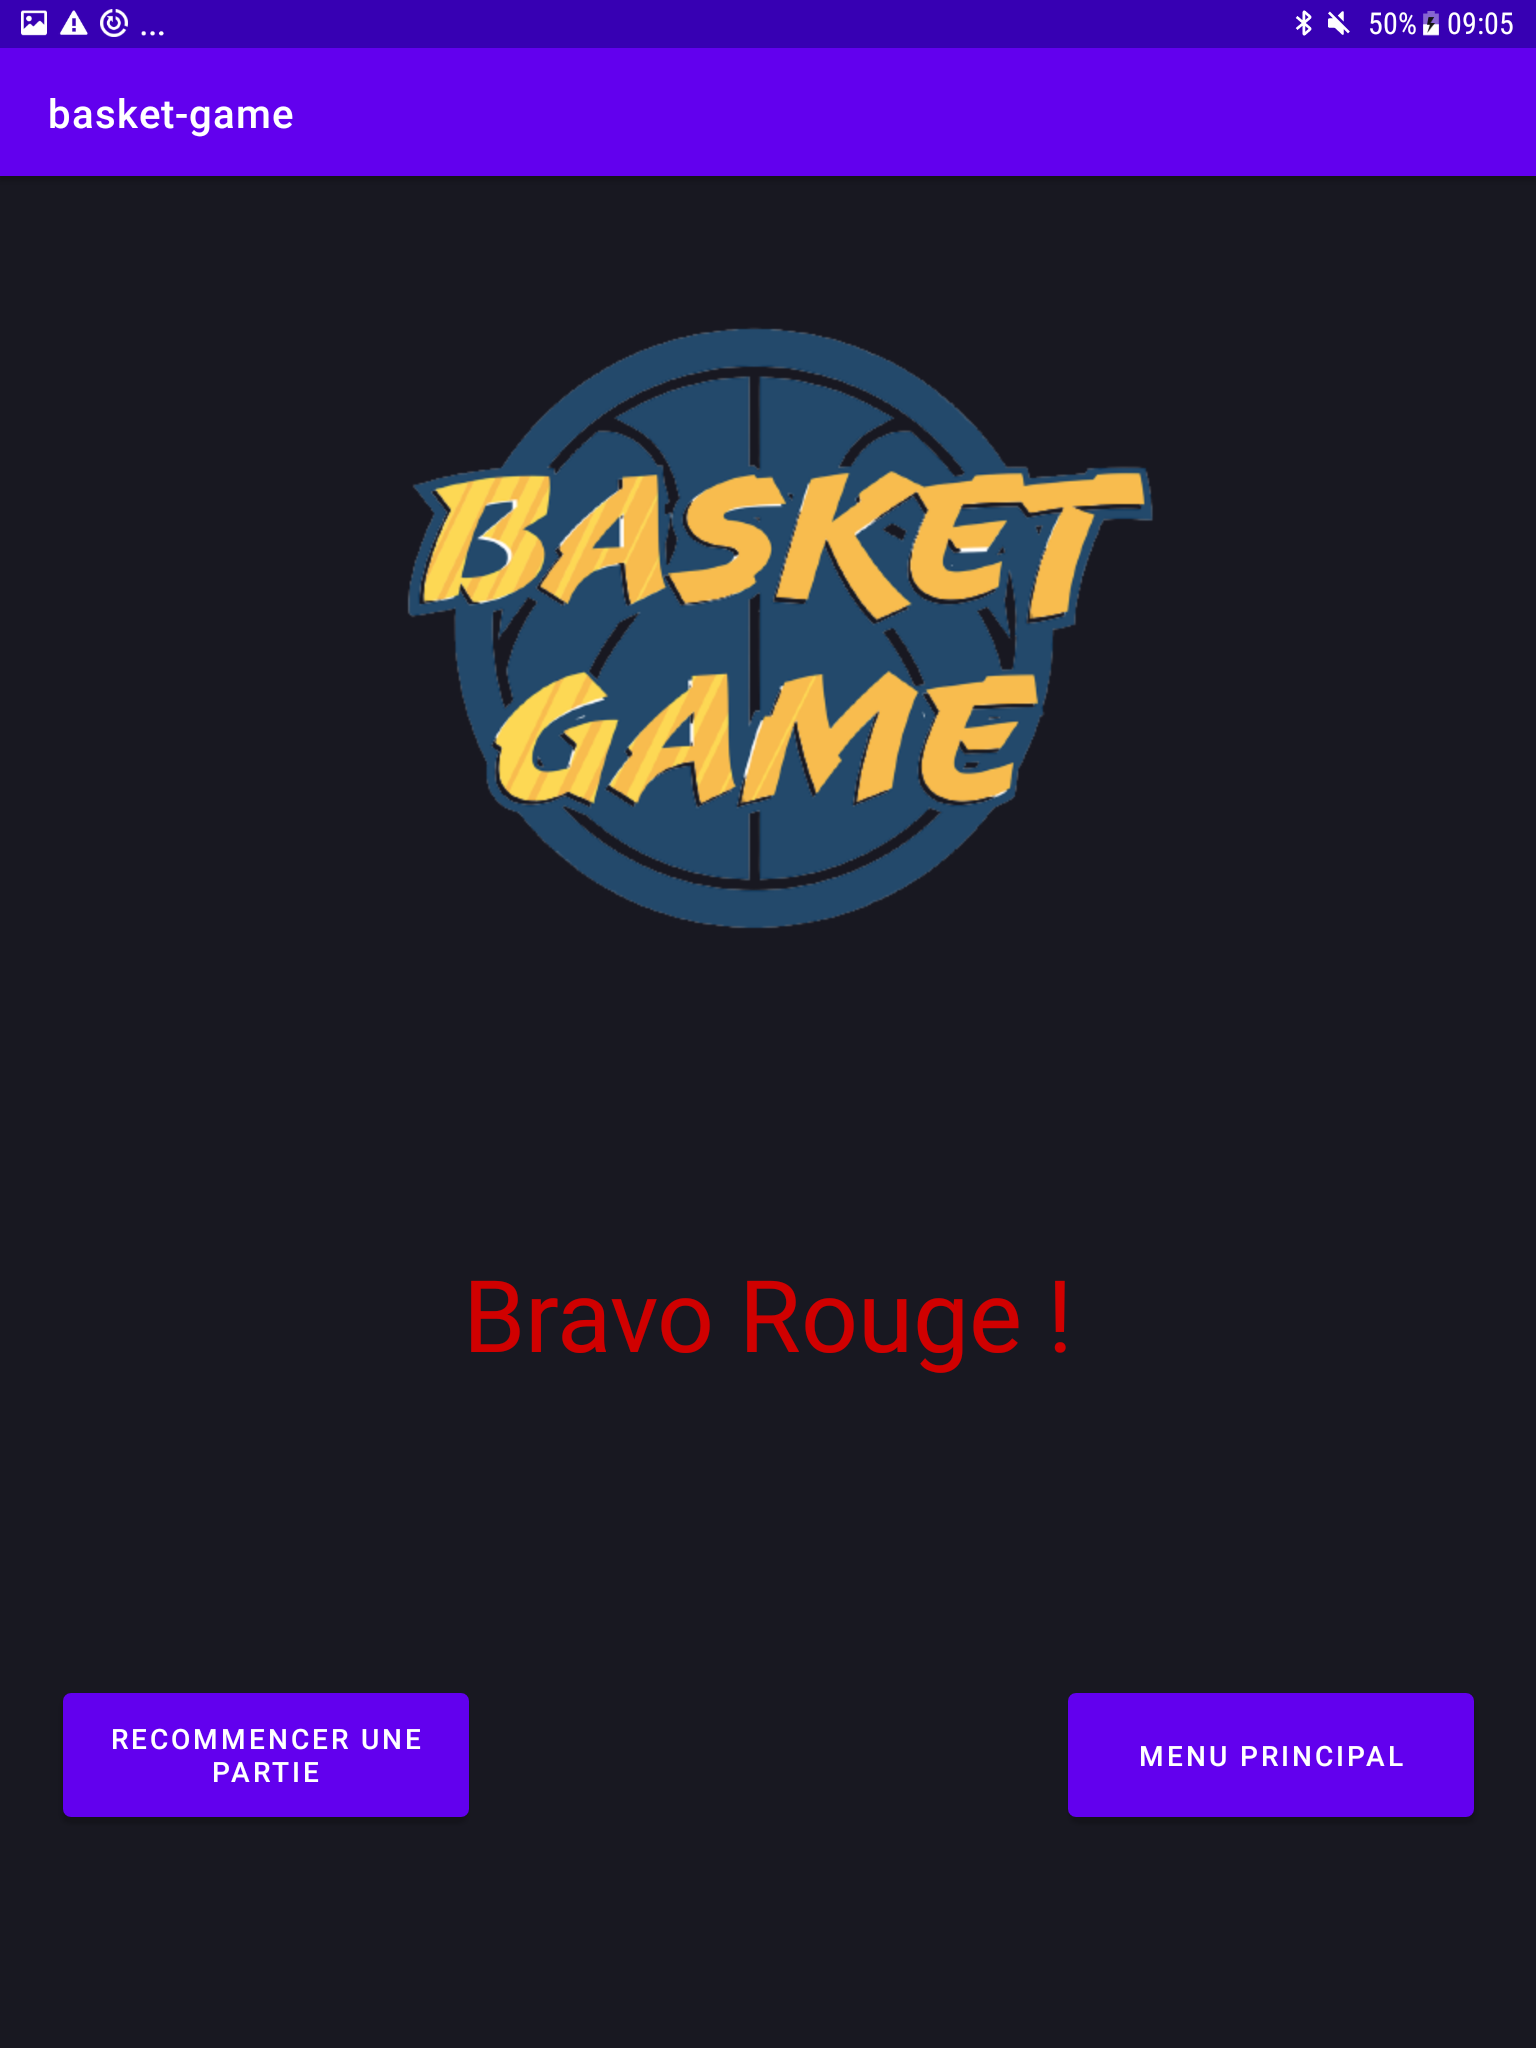 ... 50% 09:05
basket-game
BASKET
GAME
Bravo Rouge !
RECOMMENCER UNE
PARTIE
MENU PRINCIPAL